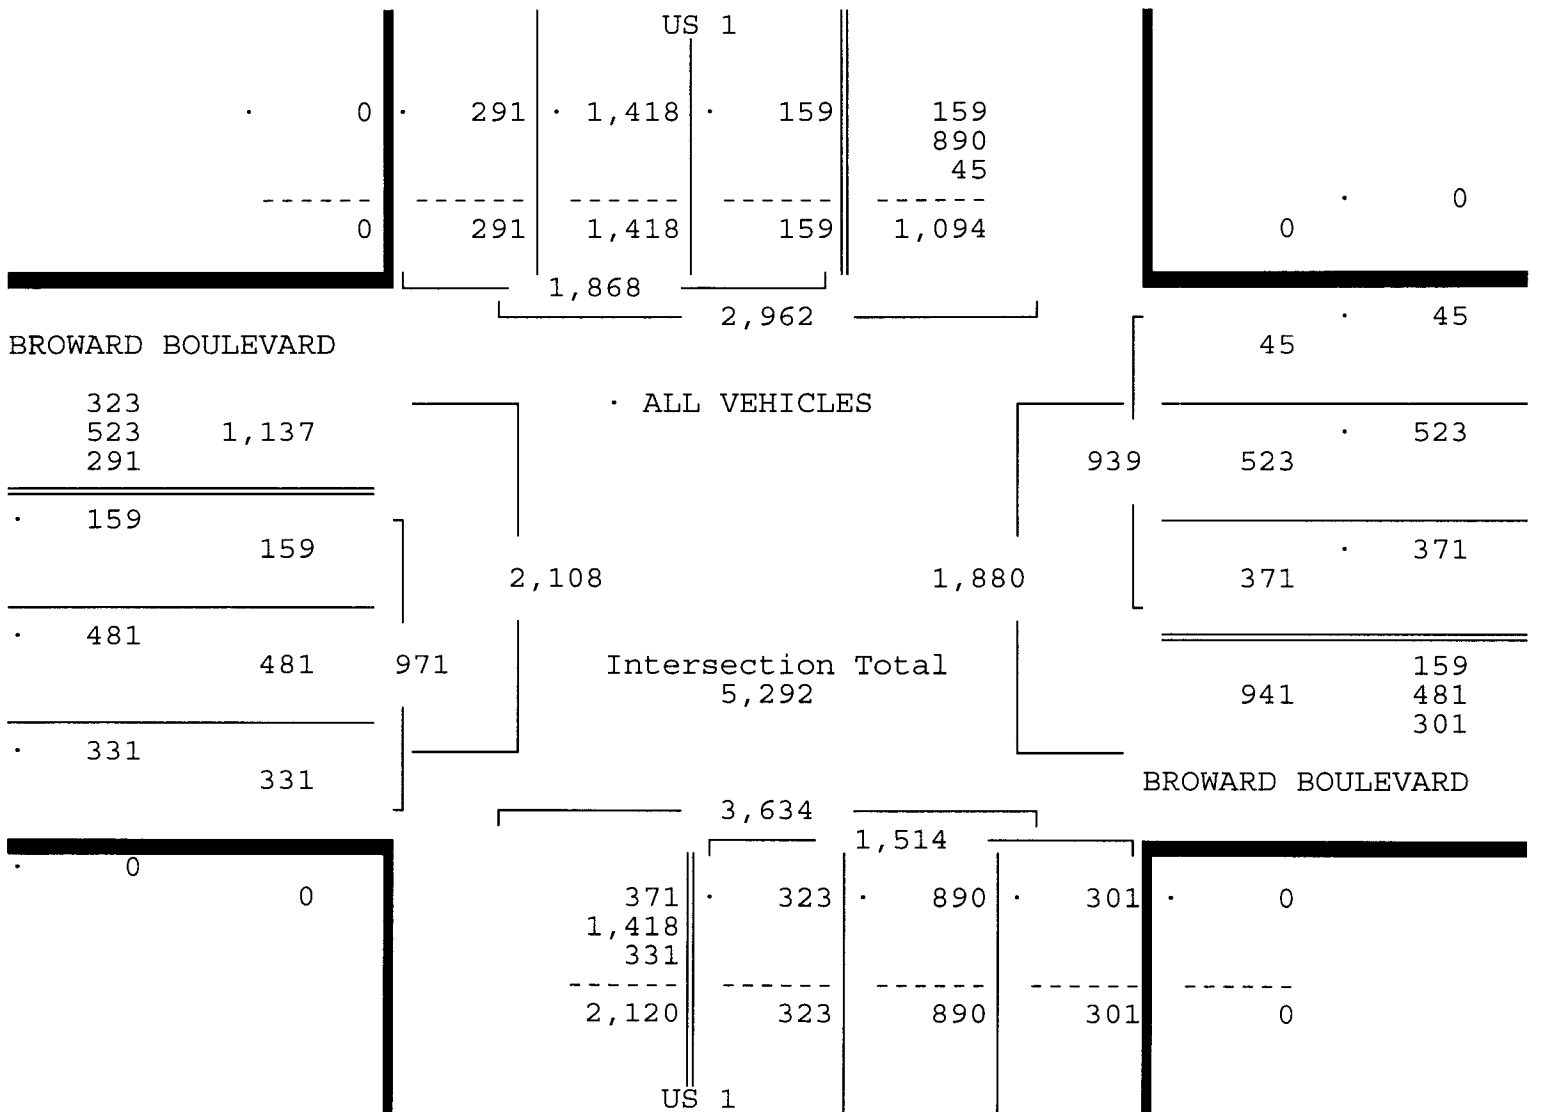 US 1
· 0 · 291 · 1,418 · 159 159
890
45
------ ------ ------ ------ ------ · 0
0 291 1,418 159 1,094 0
1,868
2,962 · 45
BROWARD BOULEVARD 45
323 · ALL VEHICLES
523 1,137 · 523
291 939 523
· 159
159 · 371
2,108 1,880 371
· 481
481 971 Intersection Total 159
5,292 941 481
301
· 331
331 BROWARD BOULEVARD
3,634
1,514
· 0
0 371 · 323 · 890 · 301 · 0
1,418
331
------ ------ ------ ------ ------
2,120 323 890 301 0
US 1